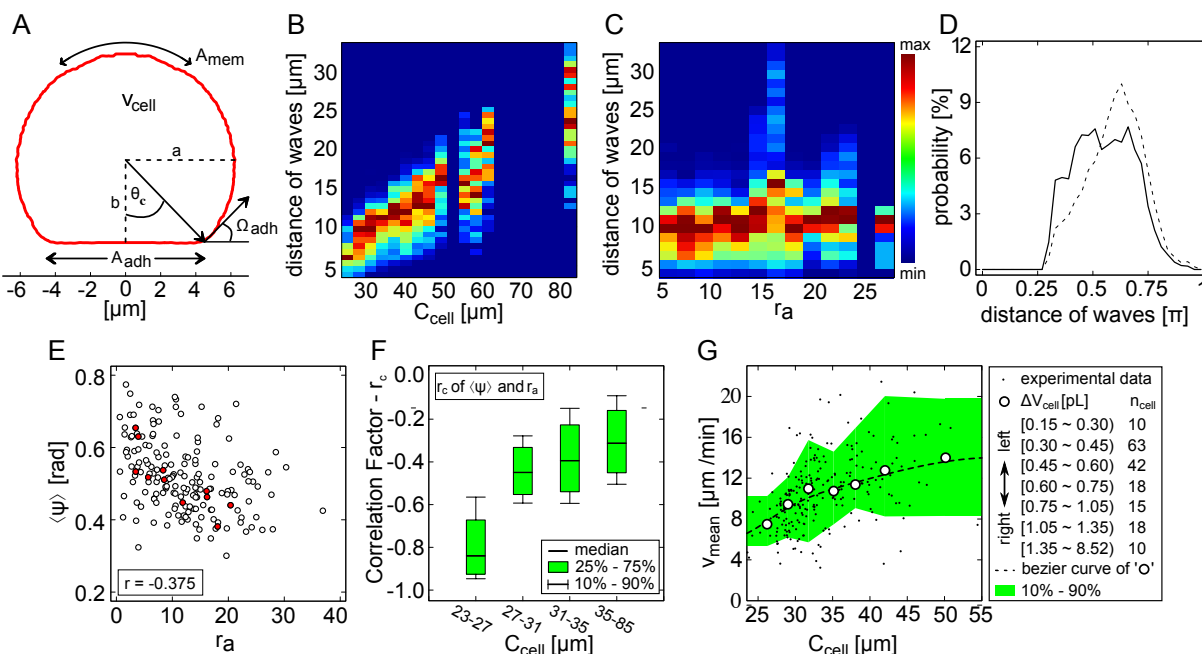 A
A_mem
V_cell
a
b
θ_c
Ω_adh
A_adh
-6 -4 -2 0 2 4 6
[µm]
B
distance of waves [µm]
30
25
20
15
10
5
30 40 50 60 70 80
C_cell [µm]
C
distance of waves [µm]
30
25
20
15
10
5
5 10 15 20 25
r_a
max
min
D
probability [%]
12
9
6
3
0
0 0.25 0.5 0.75 1
distance of waves [π]
E
⟨ψ⟩ [rad]
0.8
0.6
0.4
0.2
r = -0.375
0 10 20 30 40
r_a
F
Correlation Factor - r_c
0.0
-0.2
-0.4
-0.6
-0.8
-1.0
r_c of ⟨ψ⟩ and r_a
median
25% - 75%
10% - 90%
23-27 27-31 31-35 35-85
C_cell [µm]
G
v_mean [µm /min]
20
16
12
8
4
0
25 30 35 40 45 50 55
C_cell [µm]
experimental data
ΔV_cell [pL] n_cell
[0.15 ~ 0.30) 10
[0.30 ~ 0.45) 63
[0.45 ~ 0.60) 42
[0.60 ~ 0.75) 18
[0.75 ~ 1.05) 15
[1.05 ~ 1.35) 18
[1.35 ~ 8.52) 10
left
right
bezier curve of 'O'
10% - 90%